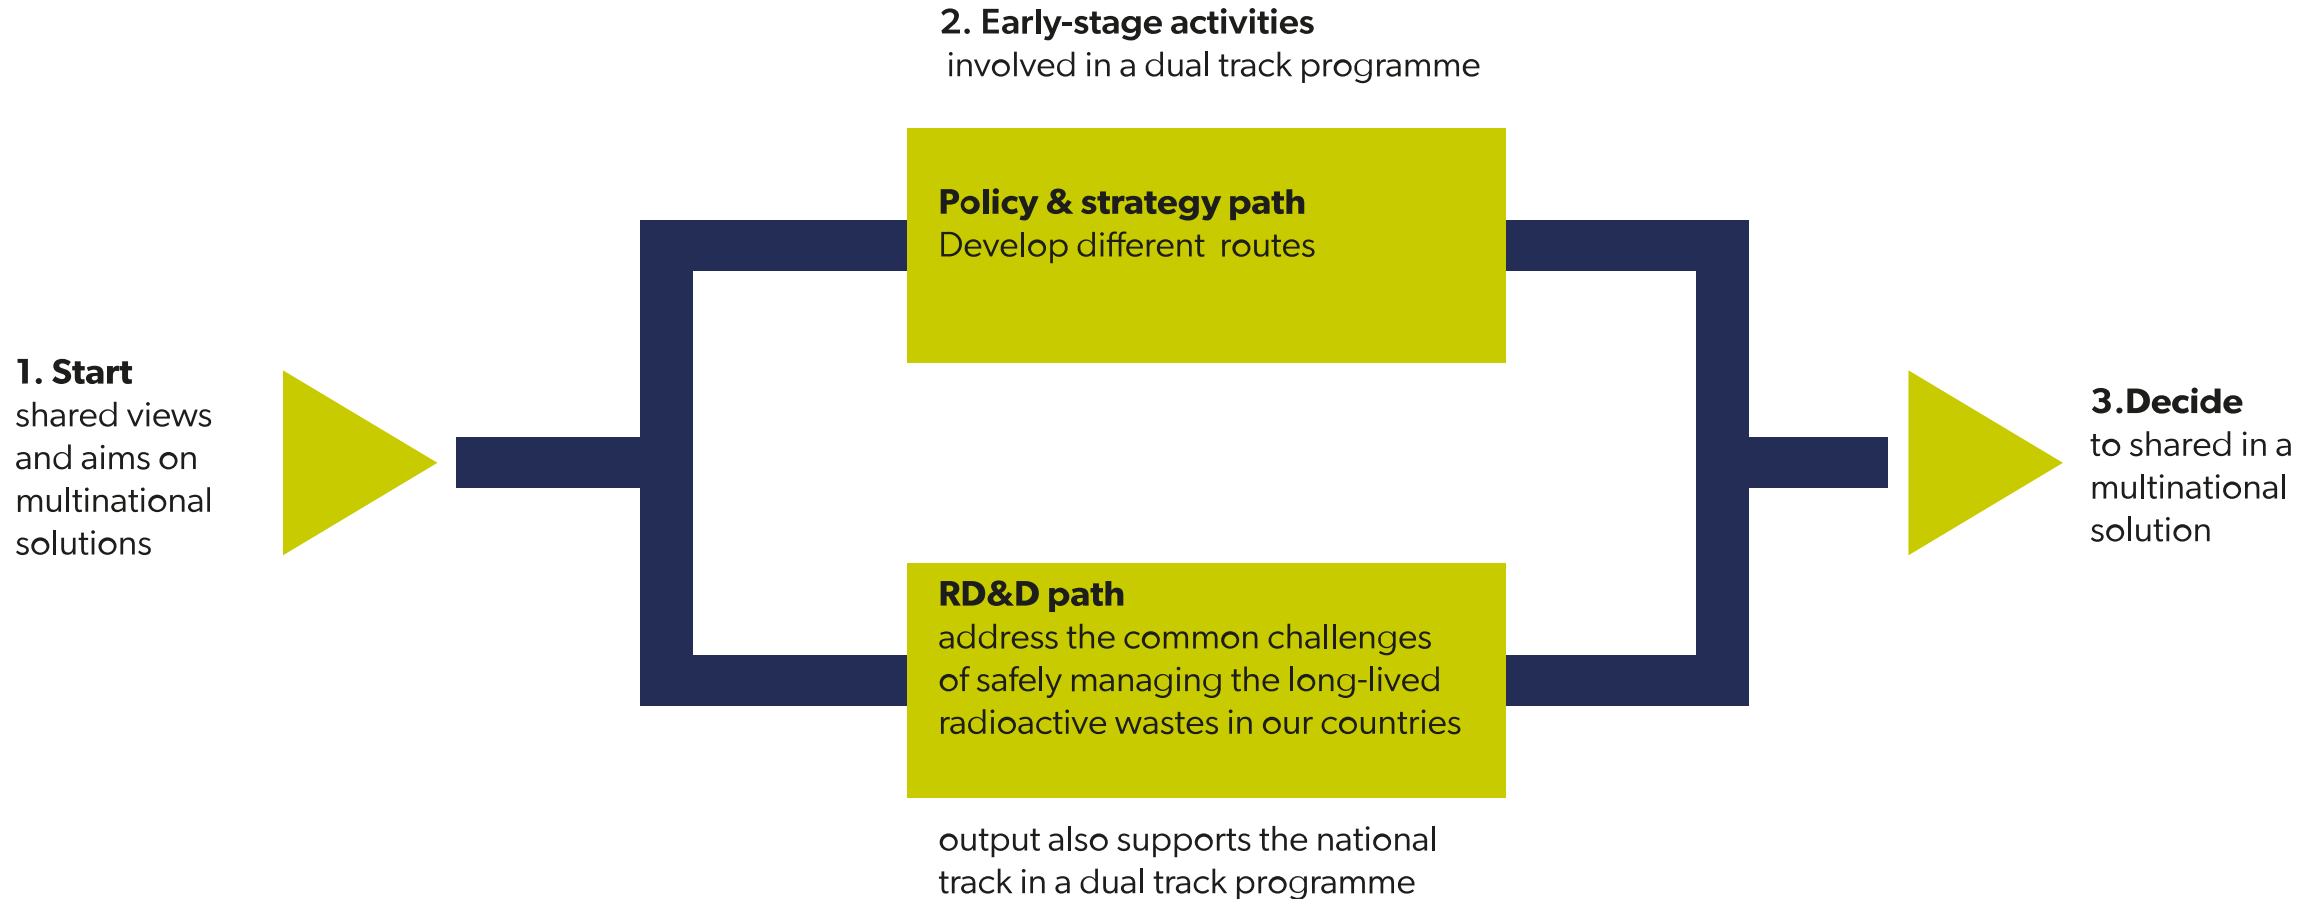 1. Start
shared views
and aims on
multinational
solutions
2. Early-stage activities
involved in a dual track programme
Policy & strategy path
Develop different routes
RD&D path
address the common challenges
of safely managing the long-lived
radioactive wastes in our countries
output also supports the national
track in a dual track programme
3.Decide
to shared in a
multinational
solution